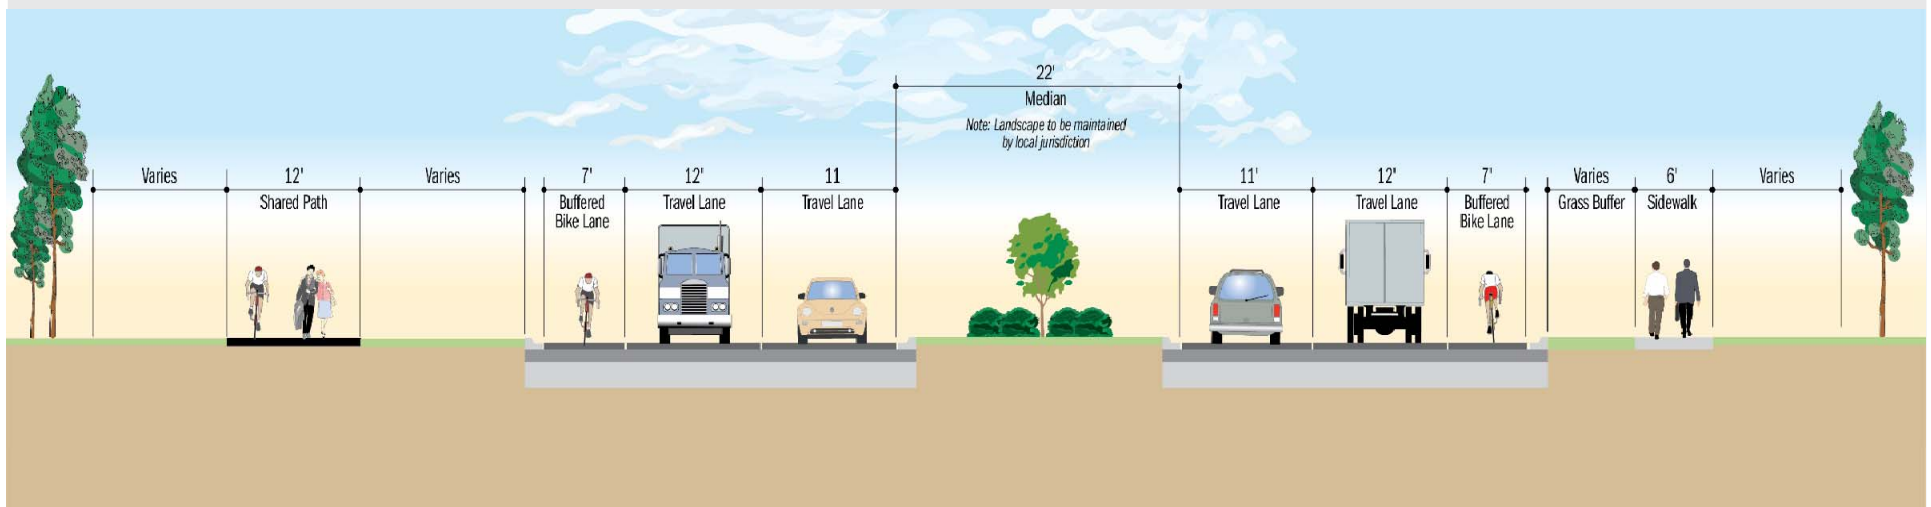 22'
Median
Note: Landscape to be maintained
by local jurisdiction
Varies
12'
Shared Path
Varies
7'
Buffered
Bike Lane
12'
Travel Lane
11
Travel Lane
11'
Travel Lane
12'
Travel Lane
7'
Buffered
Bike Lane
Varies
Grass Buffer
6'
Sidewalk
Varies